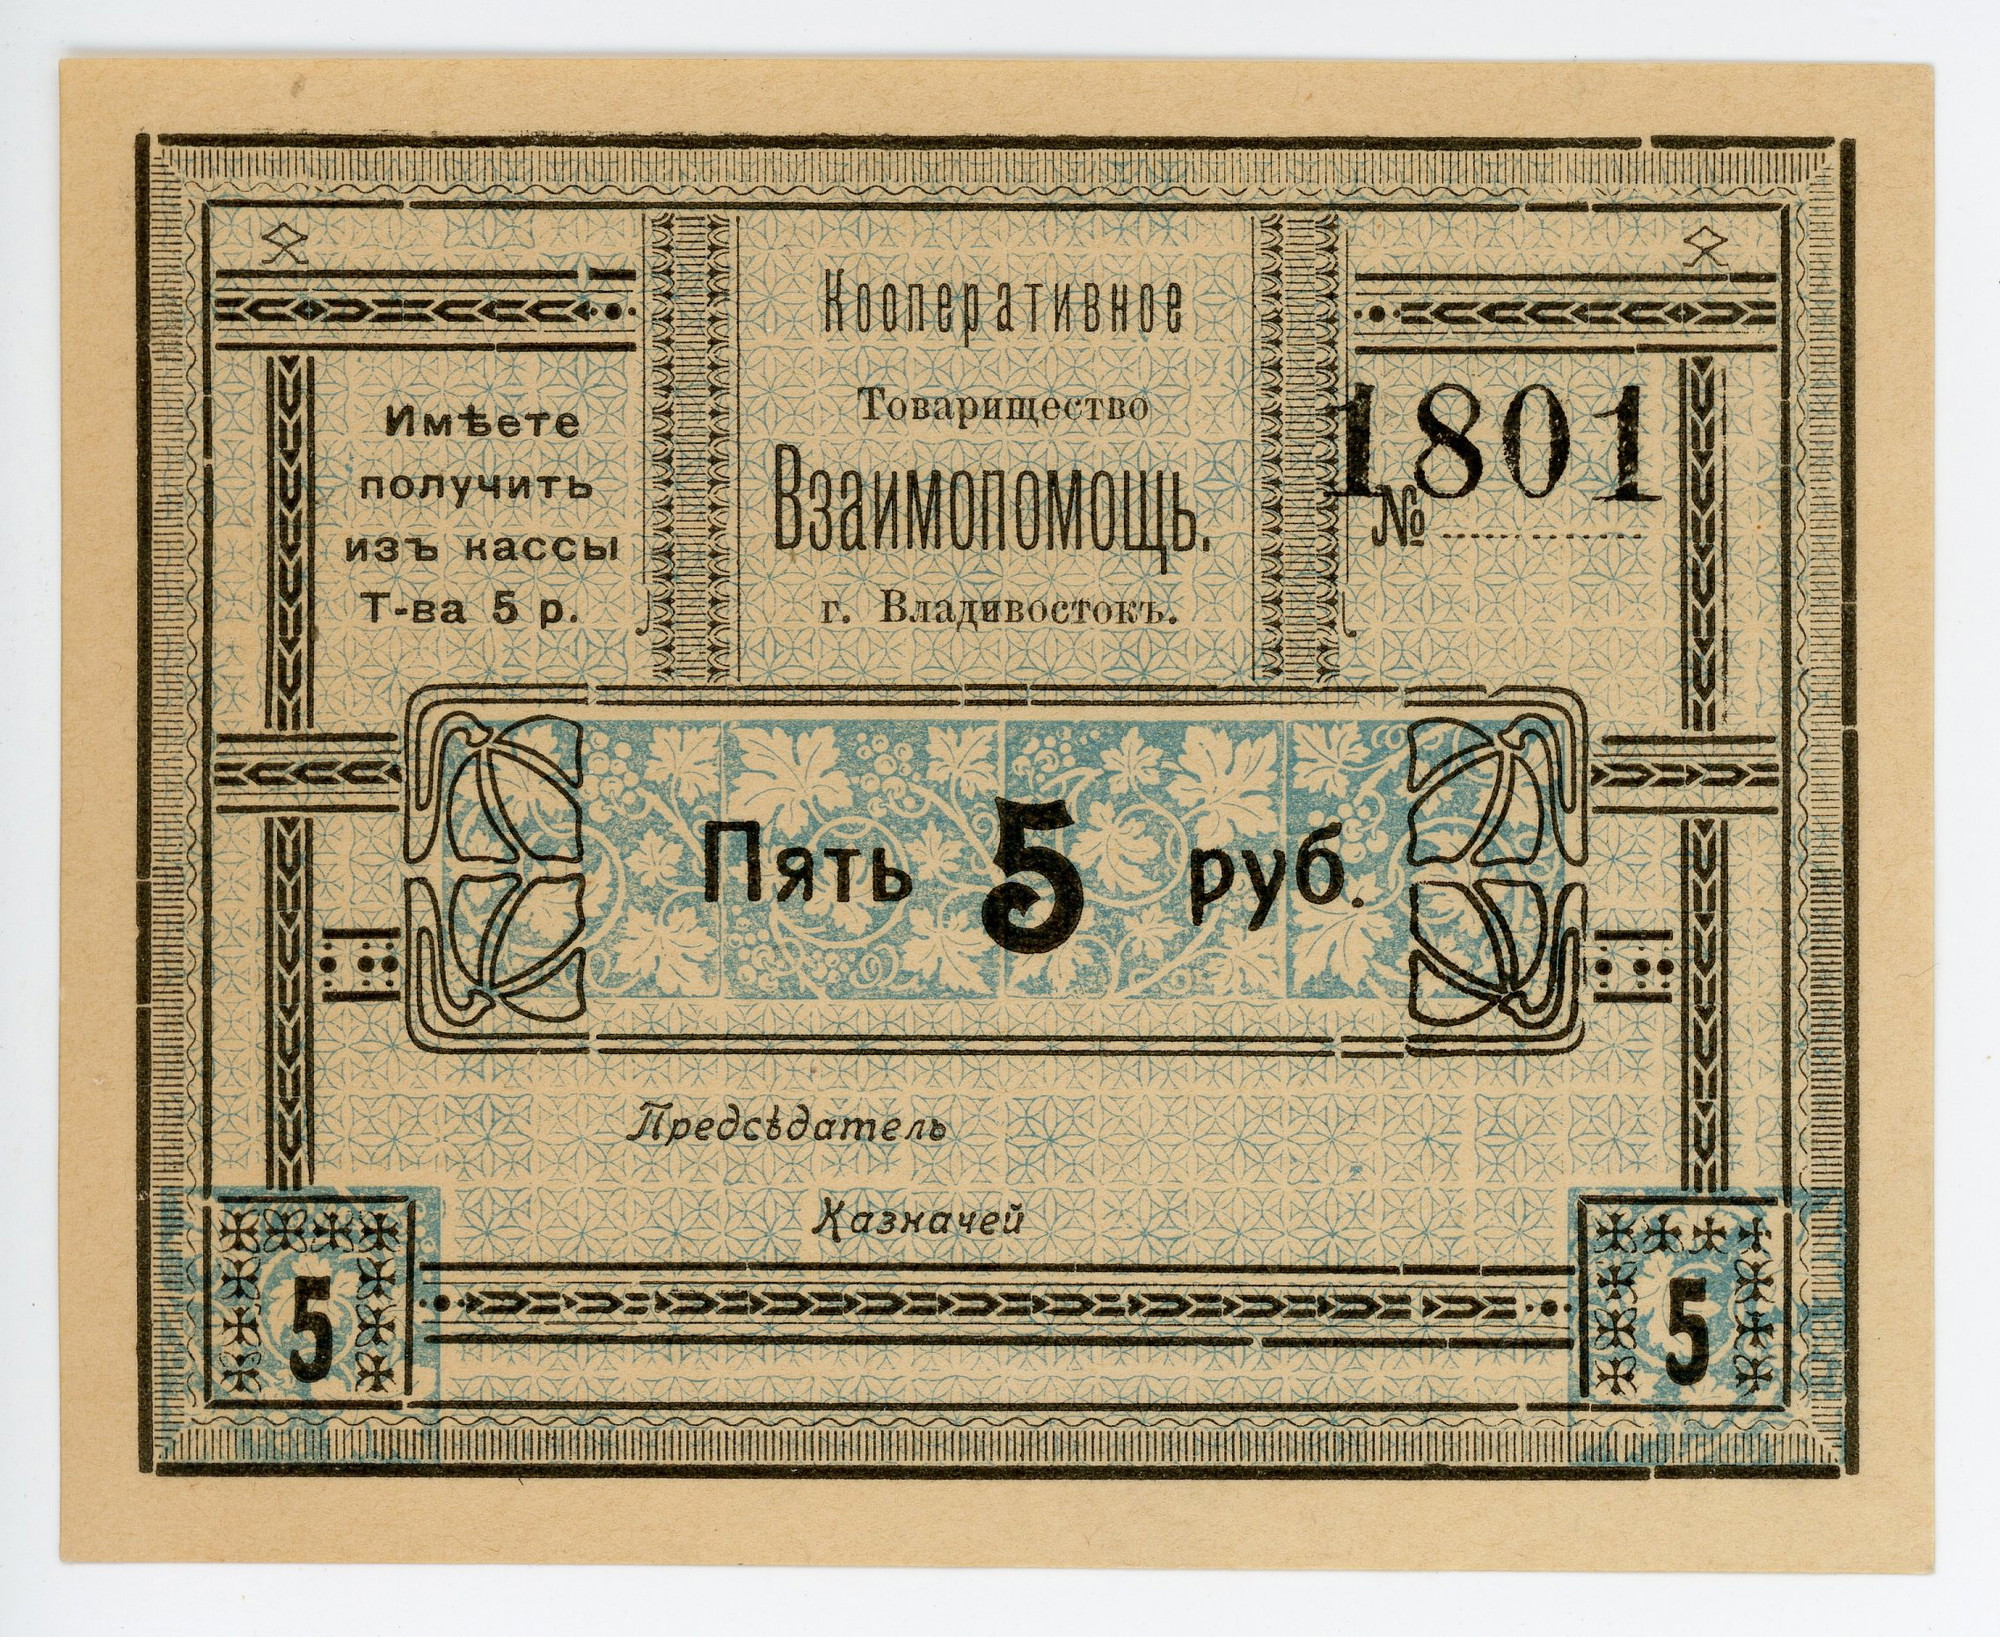 Кооперативное
Товарищество
Взаимопомощь.
г. Владивостокъ.
Имѣете
получить
изъ кассы
Т-ва 5 р.
1801
№
Пять 5 руб.
Предсѣдатель
Казначей
5
5